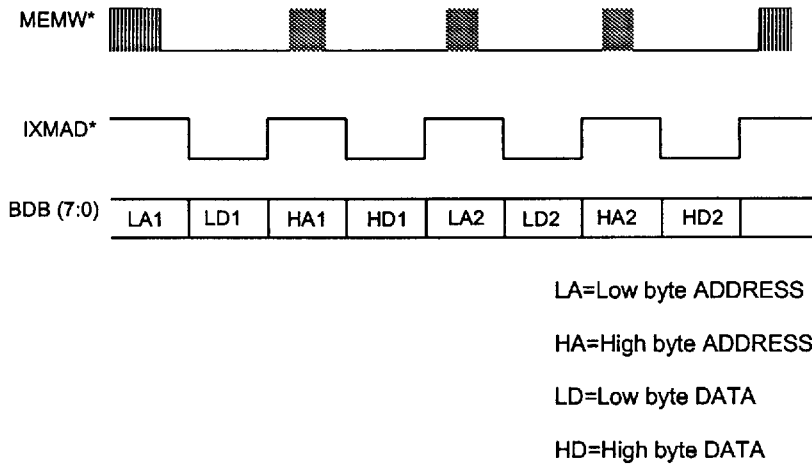 MEMW*
IXMAD*
BDB (7:0)
LA1 LD1 HA1 HD1 LA2 LD2 HA2 HD2
LA=Low byte ADDRESS
HA=High byte ADDRESS
LD=Low byte DATA
HD=High byte DATA